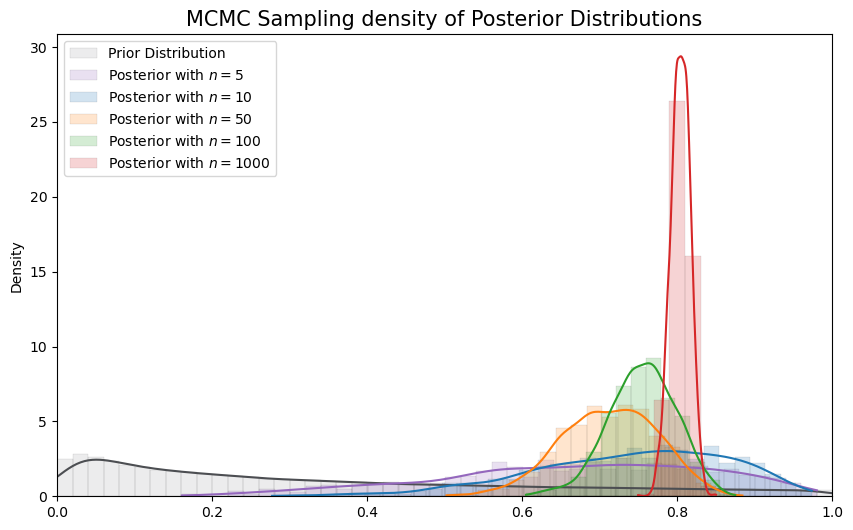 MCMC Sampling density of Posterior Distributions
Prior Distribution
Posterior with n = 5
Posterior with n = 10
Posterior with n = 50
Posterior with n = 100
Posterior with n = 1000
Density
30
25
20
15
10
5
0
0.0 0.2 0.4 0.6 0.8 1.0